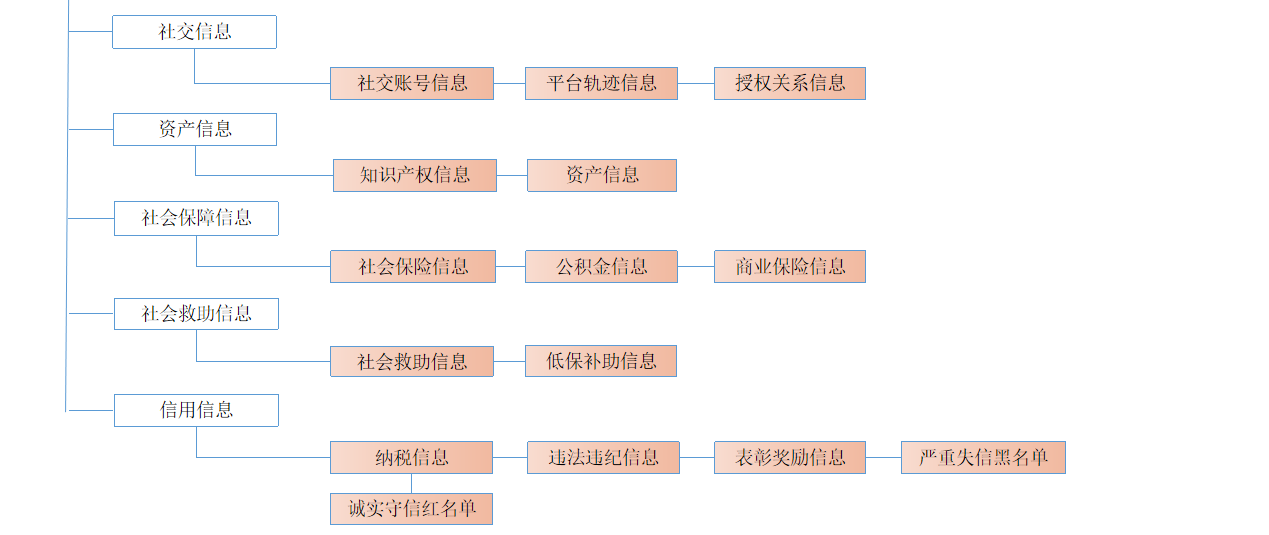 社交信息
社交账号信息 平台轨迹信息 授权关系信息
资产信息
知识产权信息 资产信息
社会保障信息
社会保险信息 公积金信息 商业保险信息
社会救助信息
社会救助信息 低保补助信息
信用信息
纳税信息 违法违纪信息 表彰奖励信息 严重失信黑名单
诚实守信红名单